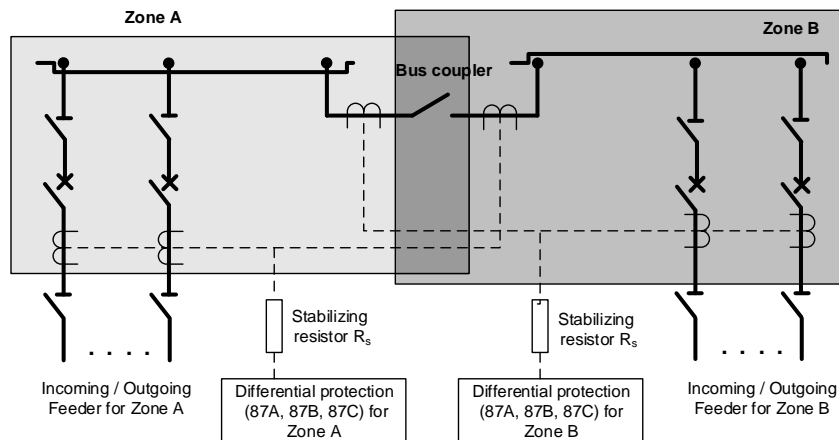 Zone A
Zone B
Bus coupler
Stabilizing
resistor Rs
Stabilizing
resistor Rs
. . . .
. . . .
Incoming / Outgoing
Feeder for Zone A
Differential protection
(87A, 87B, 87C) for
Zone A
Differential protection
(87A, 87B, 87C) for
Zone B
Incoming / Outgoing
Feeder for Zone B